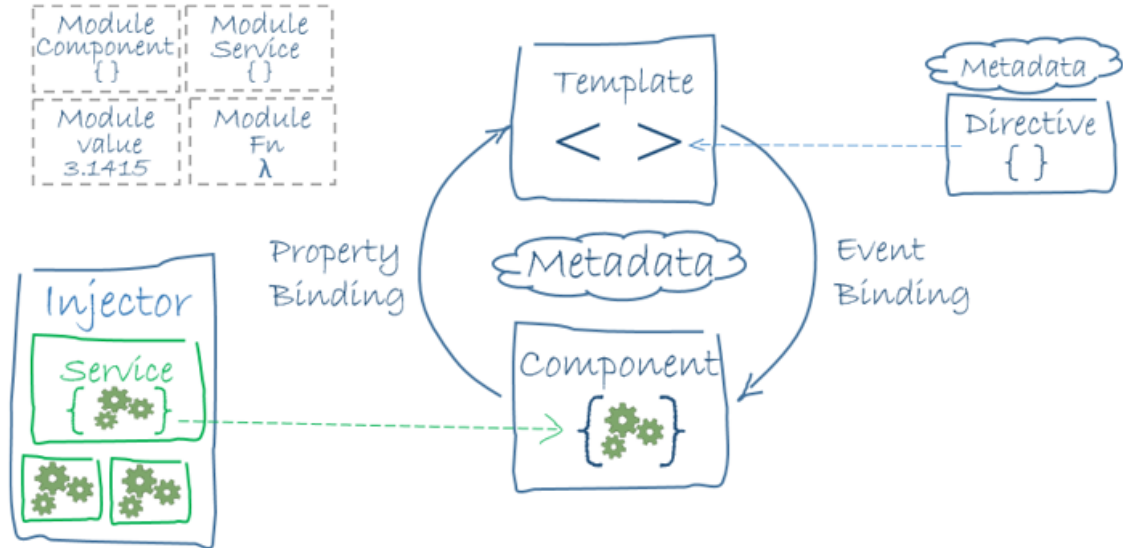 Module
Component
{ }
Module
Service
{ }
Module
value
3.1415
Module
Fn
λ
Template
< >
Metadata
Directive
{ }
Property
Binding
Metadata
Event
Binding
Injector
Service
{ }
Component
{ }